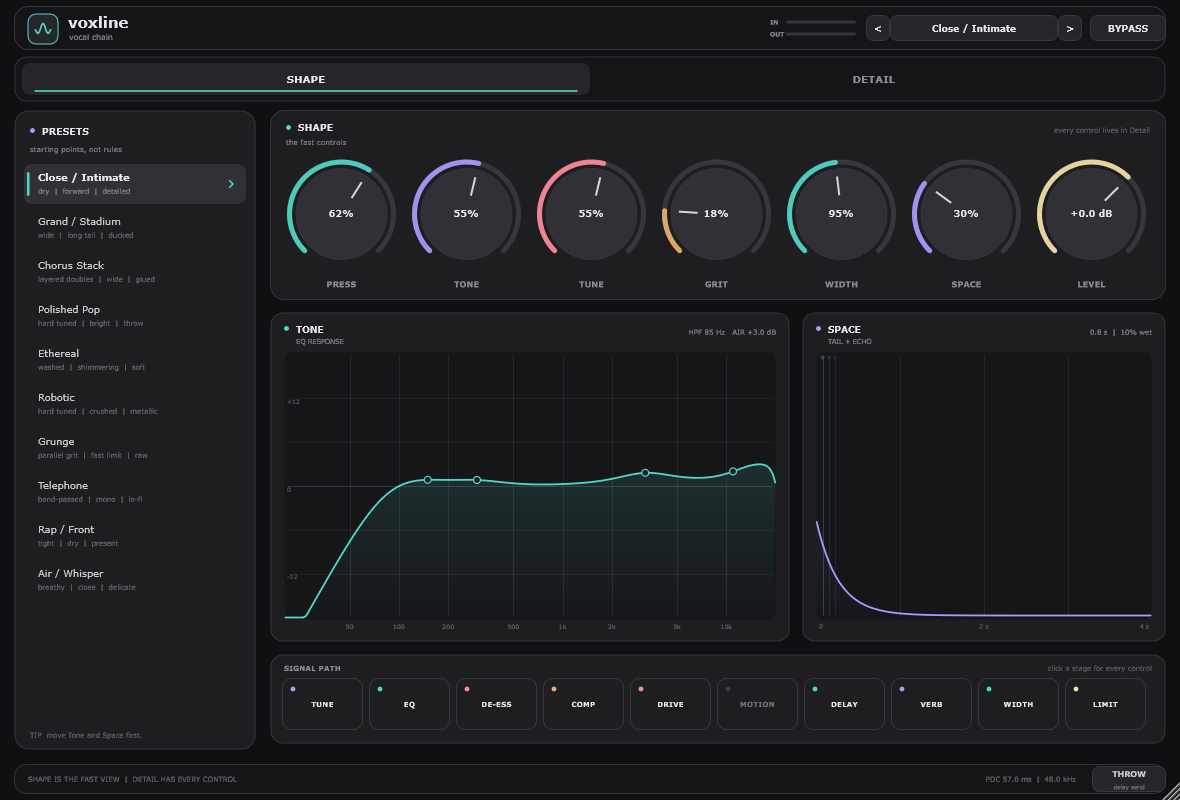 voxline
vocal chain
IN
OUT
< Close / Intimate > BYPASS
SHAPE DETAIL
PRESETS
starting points, not rules
Close / Intimate
dry | forward | detailed
Grand / Stadium
wide | long tail | ducked
Chorus Stack
layered doubles | wide | glued
Polished Pop
hard tuned | bright | throw
Ethereal
washed | shimmering | soft
Robotic
hard tuned | crushed | metallic
Grunge
parallel grit | fast limit | raw
Telephone
band-passed | mono | lo-fi
Rap / Front
tight | dry | present
Air / Whisper
breathy | close | delicate
TIP move Tone and Space first.
SHAPE
the fast controls
every control lives in Detail
62% 55% 55% 18% 95% 30% +0.0 dB
PRESS TONE TUNE GRIT WIDTH SPACE LEVEL
TONE
EQ RESPONSE
HPF 85 Hz AIR +3.0 dB
+12
0
-12
50 100 200 500 1k 2k 5k 10k
SPACE
TAIL + ECHO
0.8 s | 10% wet
0 2 s 4 s
SIGNAL PATH
click a stage for every control
TUNE EQ DE-ESS COMP DRIVE MOTION DELAY VERB WIDTH LIMIT
SHAPE IS THE FAST VIEW | DETAIL HAS EVERY CONTROL
PDC 57.0 ms | 48.0 kHz
THROW
delay send